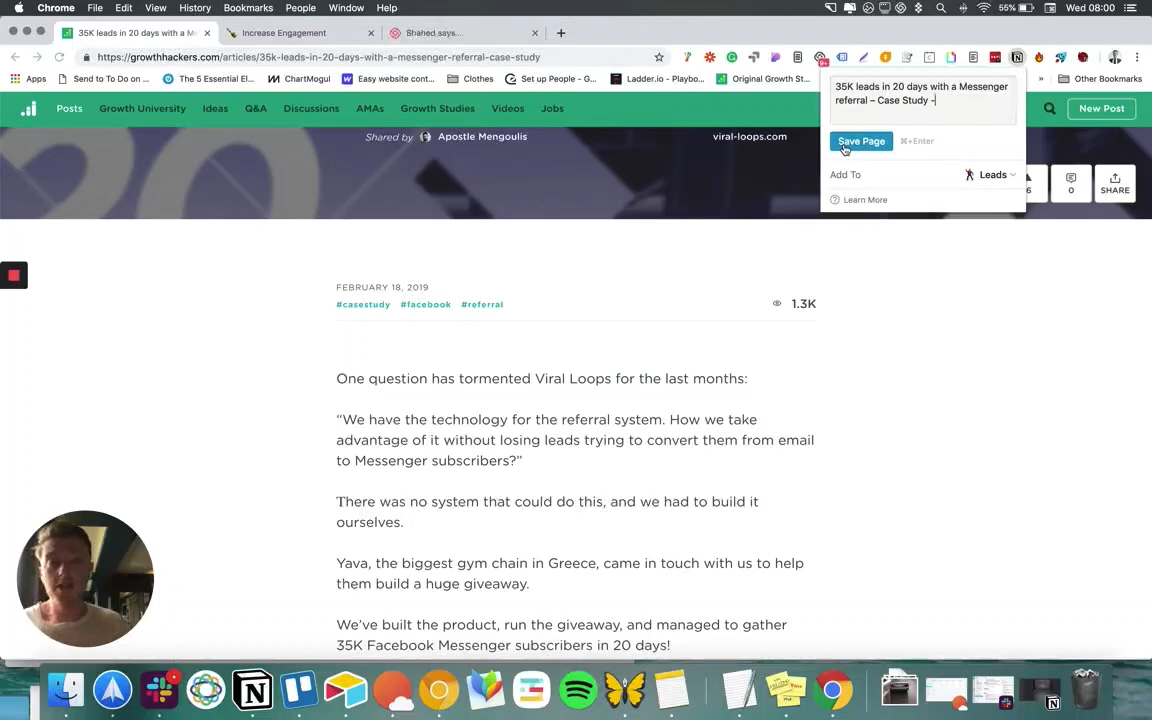 Chrome File Edit View History Bookmarks People Window Help 55% Wed 08:00
35K leads in 20 days with a M
Increase Engagement
Shahed says...
https://growthhackers.com/articles/35k-leads-in-20-days-with-a-messenger-referral-case-study
Apps Send to To Do on ... The 5 Essential El... ChartMogul Easy website cont... Clothes Set up People – G... Ladder.io - Playbo... Original Growth St... » Other Bookmarks
Posts Growth University Ideas Q&A Discussions AMAs Growth Studies Videos Jobs New Post
35K leads in 20 days with a Messenger
referral – Case Study -
Save Page ⌘+Enter
Add To Leads
Learn More
Shared by Apostle Mengoulis viral-loops.com
20
6 0 SHARE
FEBRUARY 18, 2019
#casestudy #facebook #referral 1.3K
One question has tormented Viral Loops for the last months:
“We have the technology for the referral system. How we take
advantage of it without losing leads trying to convert them from email
to Messenger subscribers?”
There was no system that could do this, and we had to build it
ourselves.
Yava, the biggest gym chain in Greece, came in touch with us to help
them build a huge giveaway.
We’ve built the product, run the giveaway, and managed to gather
35K Facebook Messenger subscribers in 20 days!